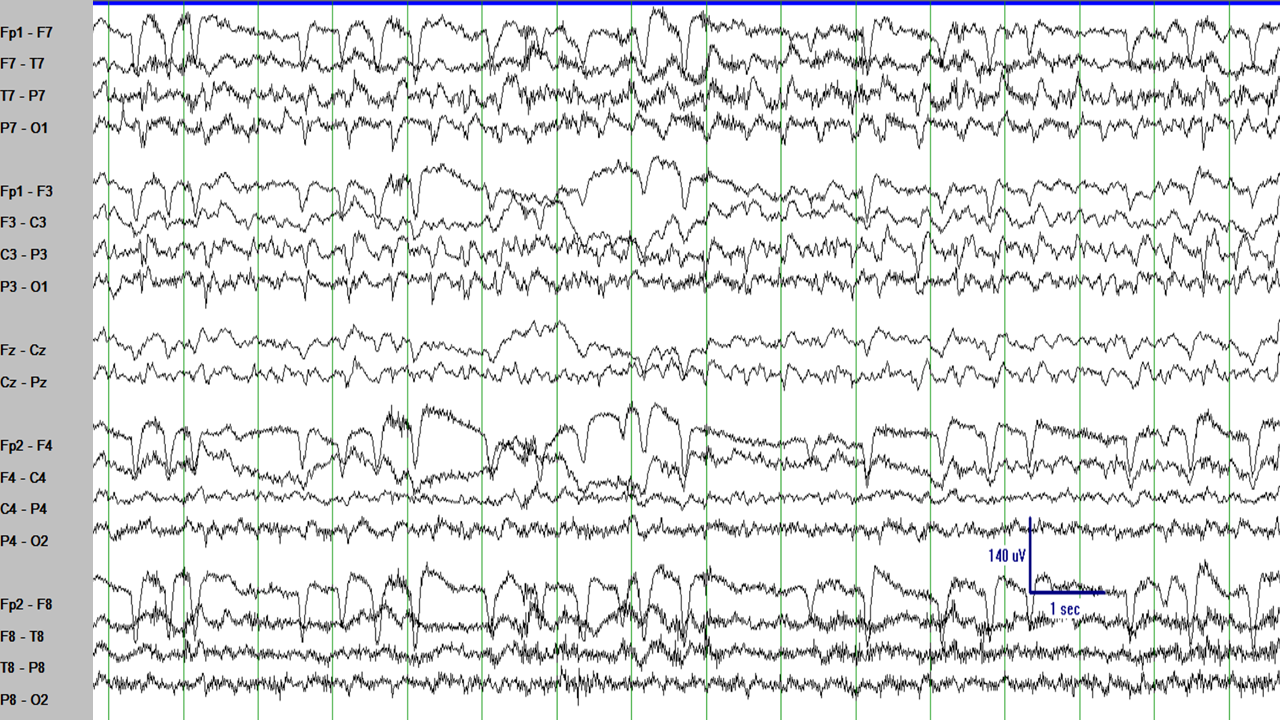 Fp1 - F7
F7 - T7
T7 - P7
P7 - O1
Fp1 - F3
F3 - C3
C3 - P3
P3 - O1
Fz - Cz
Cz - Pz
Fp2 - F4
F4 - C4
C4 - P4
P4 - O2
140 uV
1 sec
Fp2 - F8
F8 - T8
T8 - P8
P8 - O2